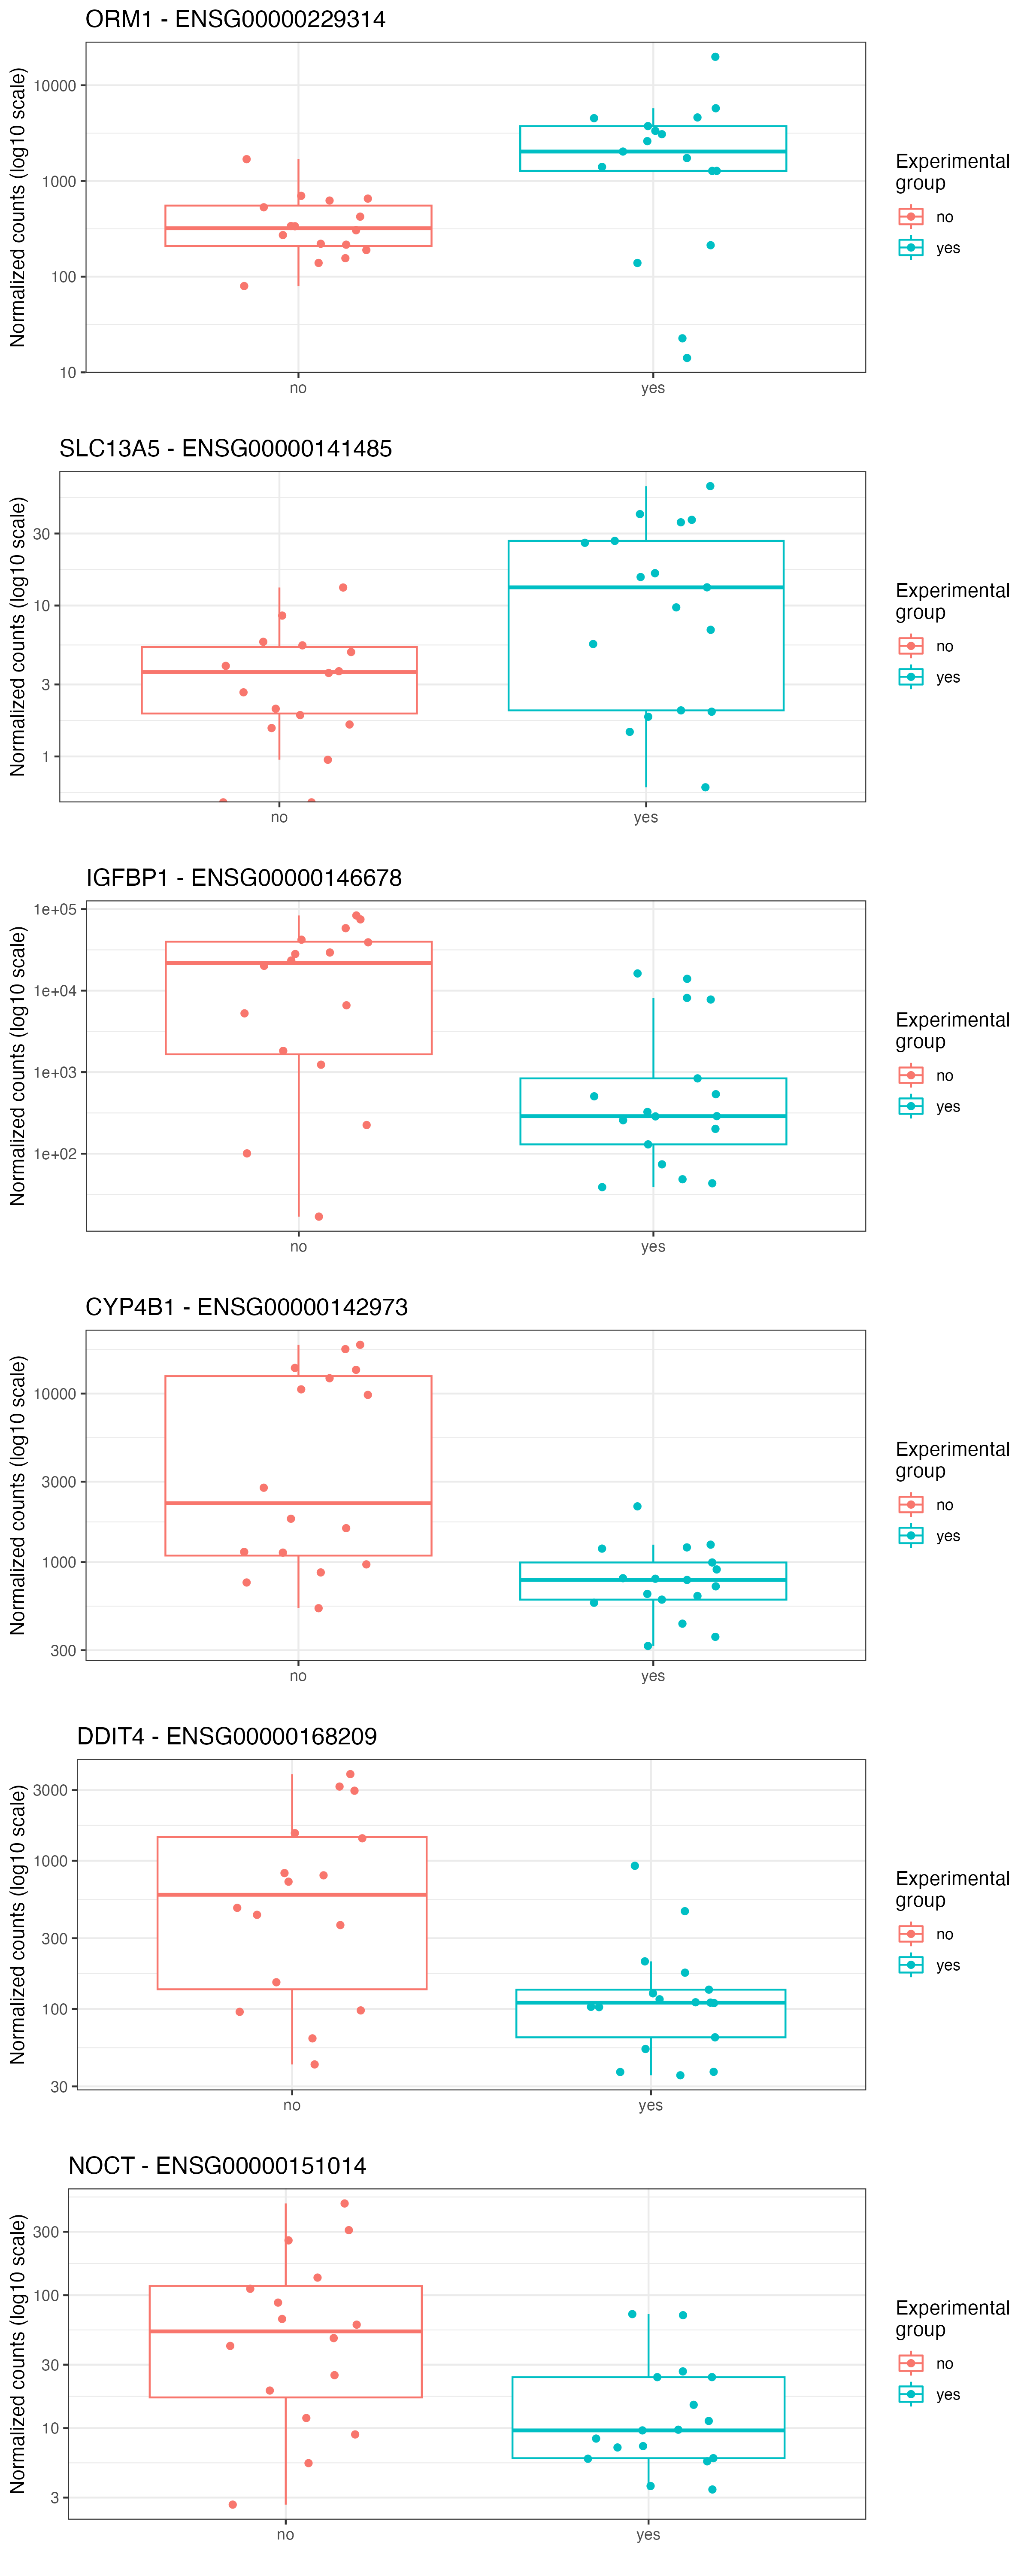 ORM1 - ENSG00000229314
Normalized counts (log10 scale)
10000
1000
100
10
no
yes
Experimental
group
no
yes
SLC13A5 - ENSG00000141485
Normalized counts (log10 scale)
30
10
3
1
no
yes
Experimental
group
no
yes
IGFBP1 - ENSG00000146678
Normalized counts (log10 scale)
1e+05
1e+04
1e+03
1e+02
no
yes
Experimental
group
no
yes
CYP4B1 - ENSG00000142973
Normalized counts (log10 scale)
10000
3000
1000
300
no
yes
Experimental
group
no
yes
DDIT4 - ENSG00000168209
Normalized counts (log10 scale)
3000
1000
300
100
30
no
yes
Experimental
group
no
yes
NOCT - ENSG00000151014
Normalized counts (log10 scale)
300
100
30
10
3
no
yes
Experimental
group
no
yes